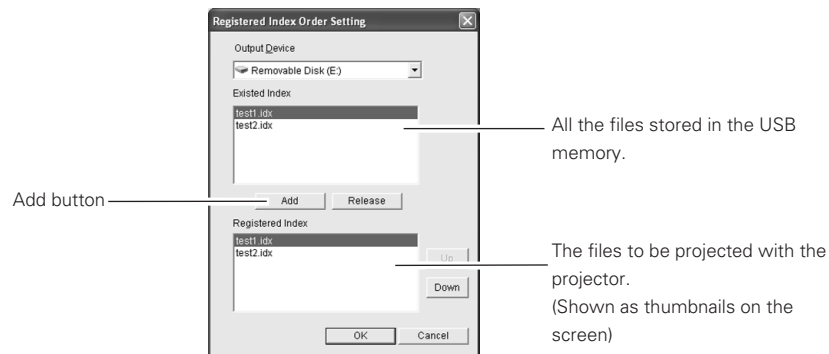 Registered Index Order Setting
Output Device
Removable Disk (E:)
Existed Index
test1.idx
test2.idx
All the files stored in the USB
memory.
Add button
Add
Release
Registered Index
test1.idx
test2.idx
Up
Down
The files to be projected with the
projector.
(Shown as thumbnails on the
screen)
OK
Cancel